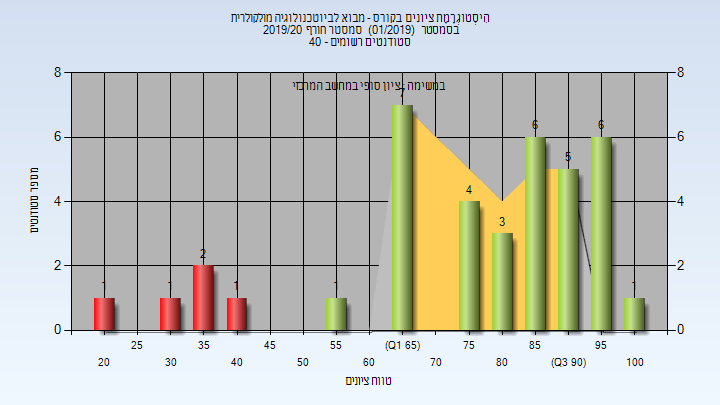 היסטוגרמת ציונים בקורס - מבוא לביוטכנולוגיה מולקולרית
בסמסטר (01/2019) סמסטר חורף 2019/20
סטודנטים רשומים - 40
במשימה : ציון סופי במחשב המרכזי
מספר סטודנטים
8 8
6 6
4 4
2 2
0 0
1 1 2 1 1 7 4 3 6 5 6 1
25 35 45 55 (Q1 65) 75 85 95
20 30 40 50 60 70 80 (Q3 90) 100
טווח ציונים